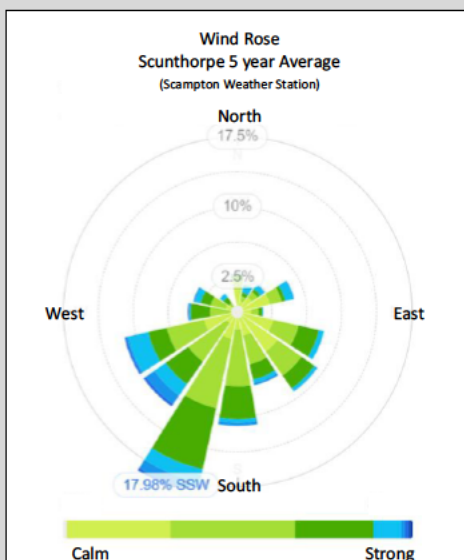 Wind Rose
Scunthorpe 5 year Average
(Scampton Weather Station)
North
17.5%
N
10%
2.5%
West
East
17.98% SSW
South
S
Calm
Strong